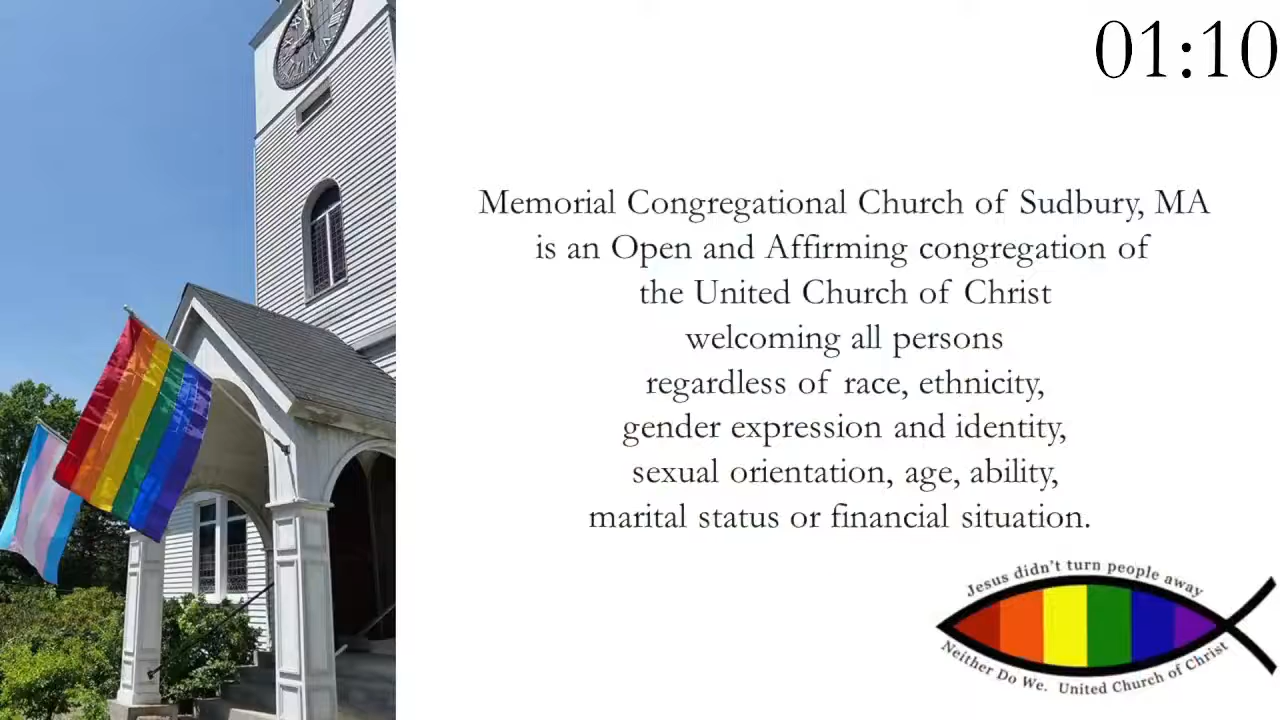 01:10
Memorial Congregational Church of Sudbury, MA
is an Open and Affirming congregation of
the United Church of Christ
welcoming all persons
regardless of race, ethnicity,
gender expression and identity,
sexual orientation, age, ability,
marital status or financial situation.
Jesus didn't turn people away
Neither Do We. United Church of Christ